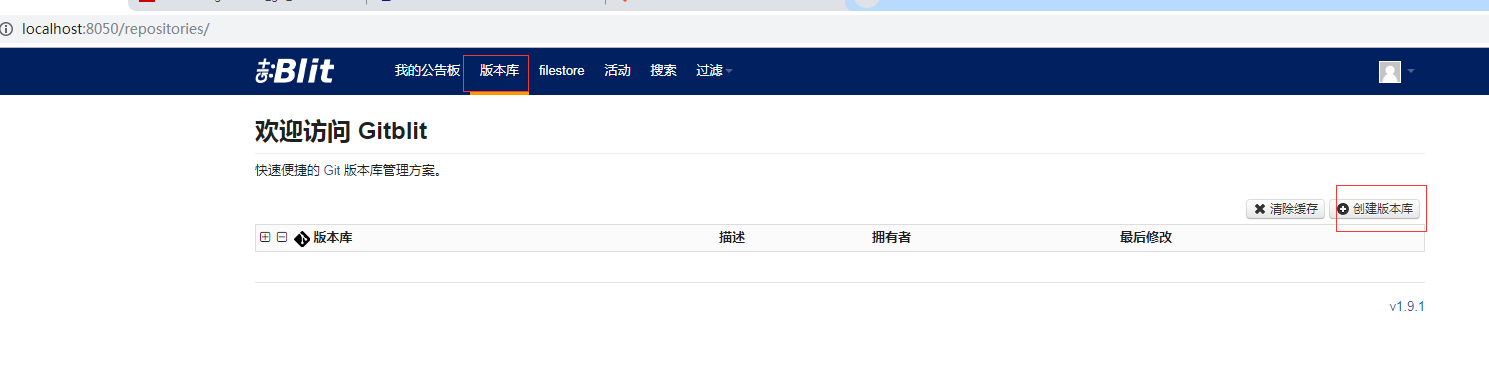 localhost:8050/repositories/
Blit 我的公告板 版本库 filestore 活动 搜索 过滤
欢迎访问 Gitblit
快速便捷的 Git 版本库管理方案。
清除缓存 创建版本库
版本库 描述 拥有者 最后修改
v1.9.1